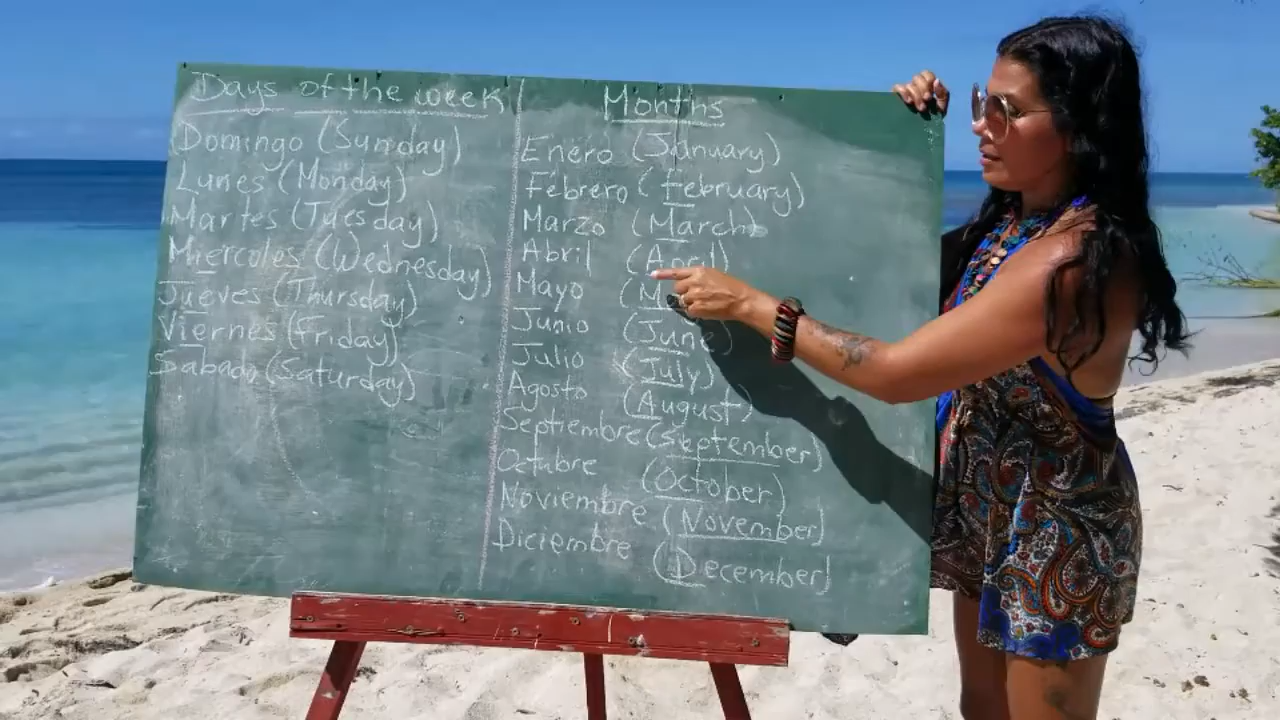 Days of the week
Domingo (Sunday)
Lunes (Monday)
Martes (Tuesday)
Miercoles (Wednesday)
Jueves (Thursday)
Viernes (Friday)
Sabado (Saturday)
Months
Enero (January)
Febrero (February)
Marzo (March)
Abril (April)
Mayo
Junio (June)
Julio (July)
Agosto (August)
Septiembre (September)
Octubre (October)
Noviembre (November)
Diciembre (December)